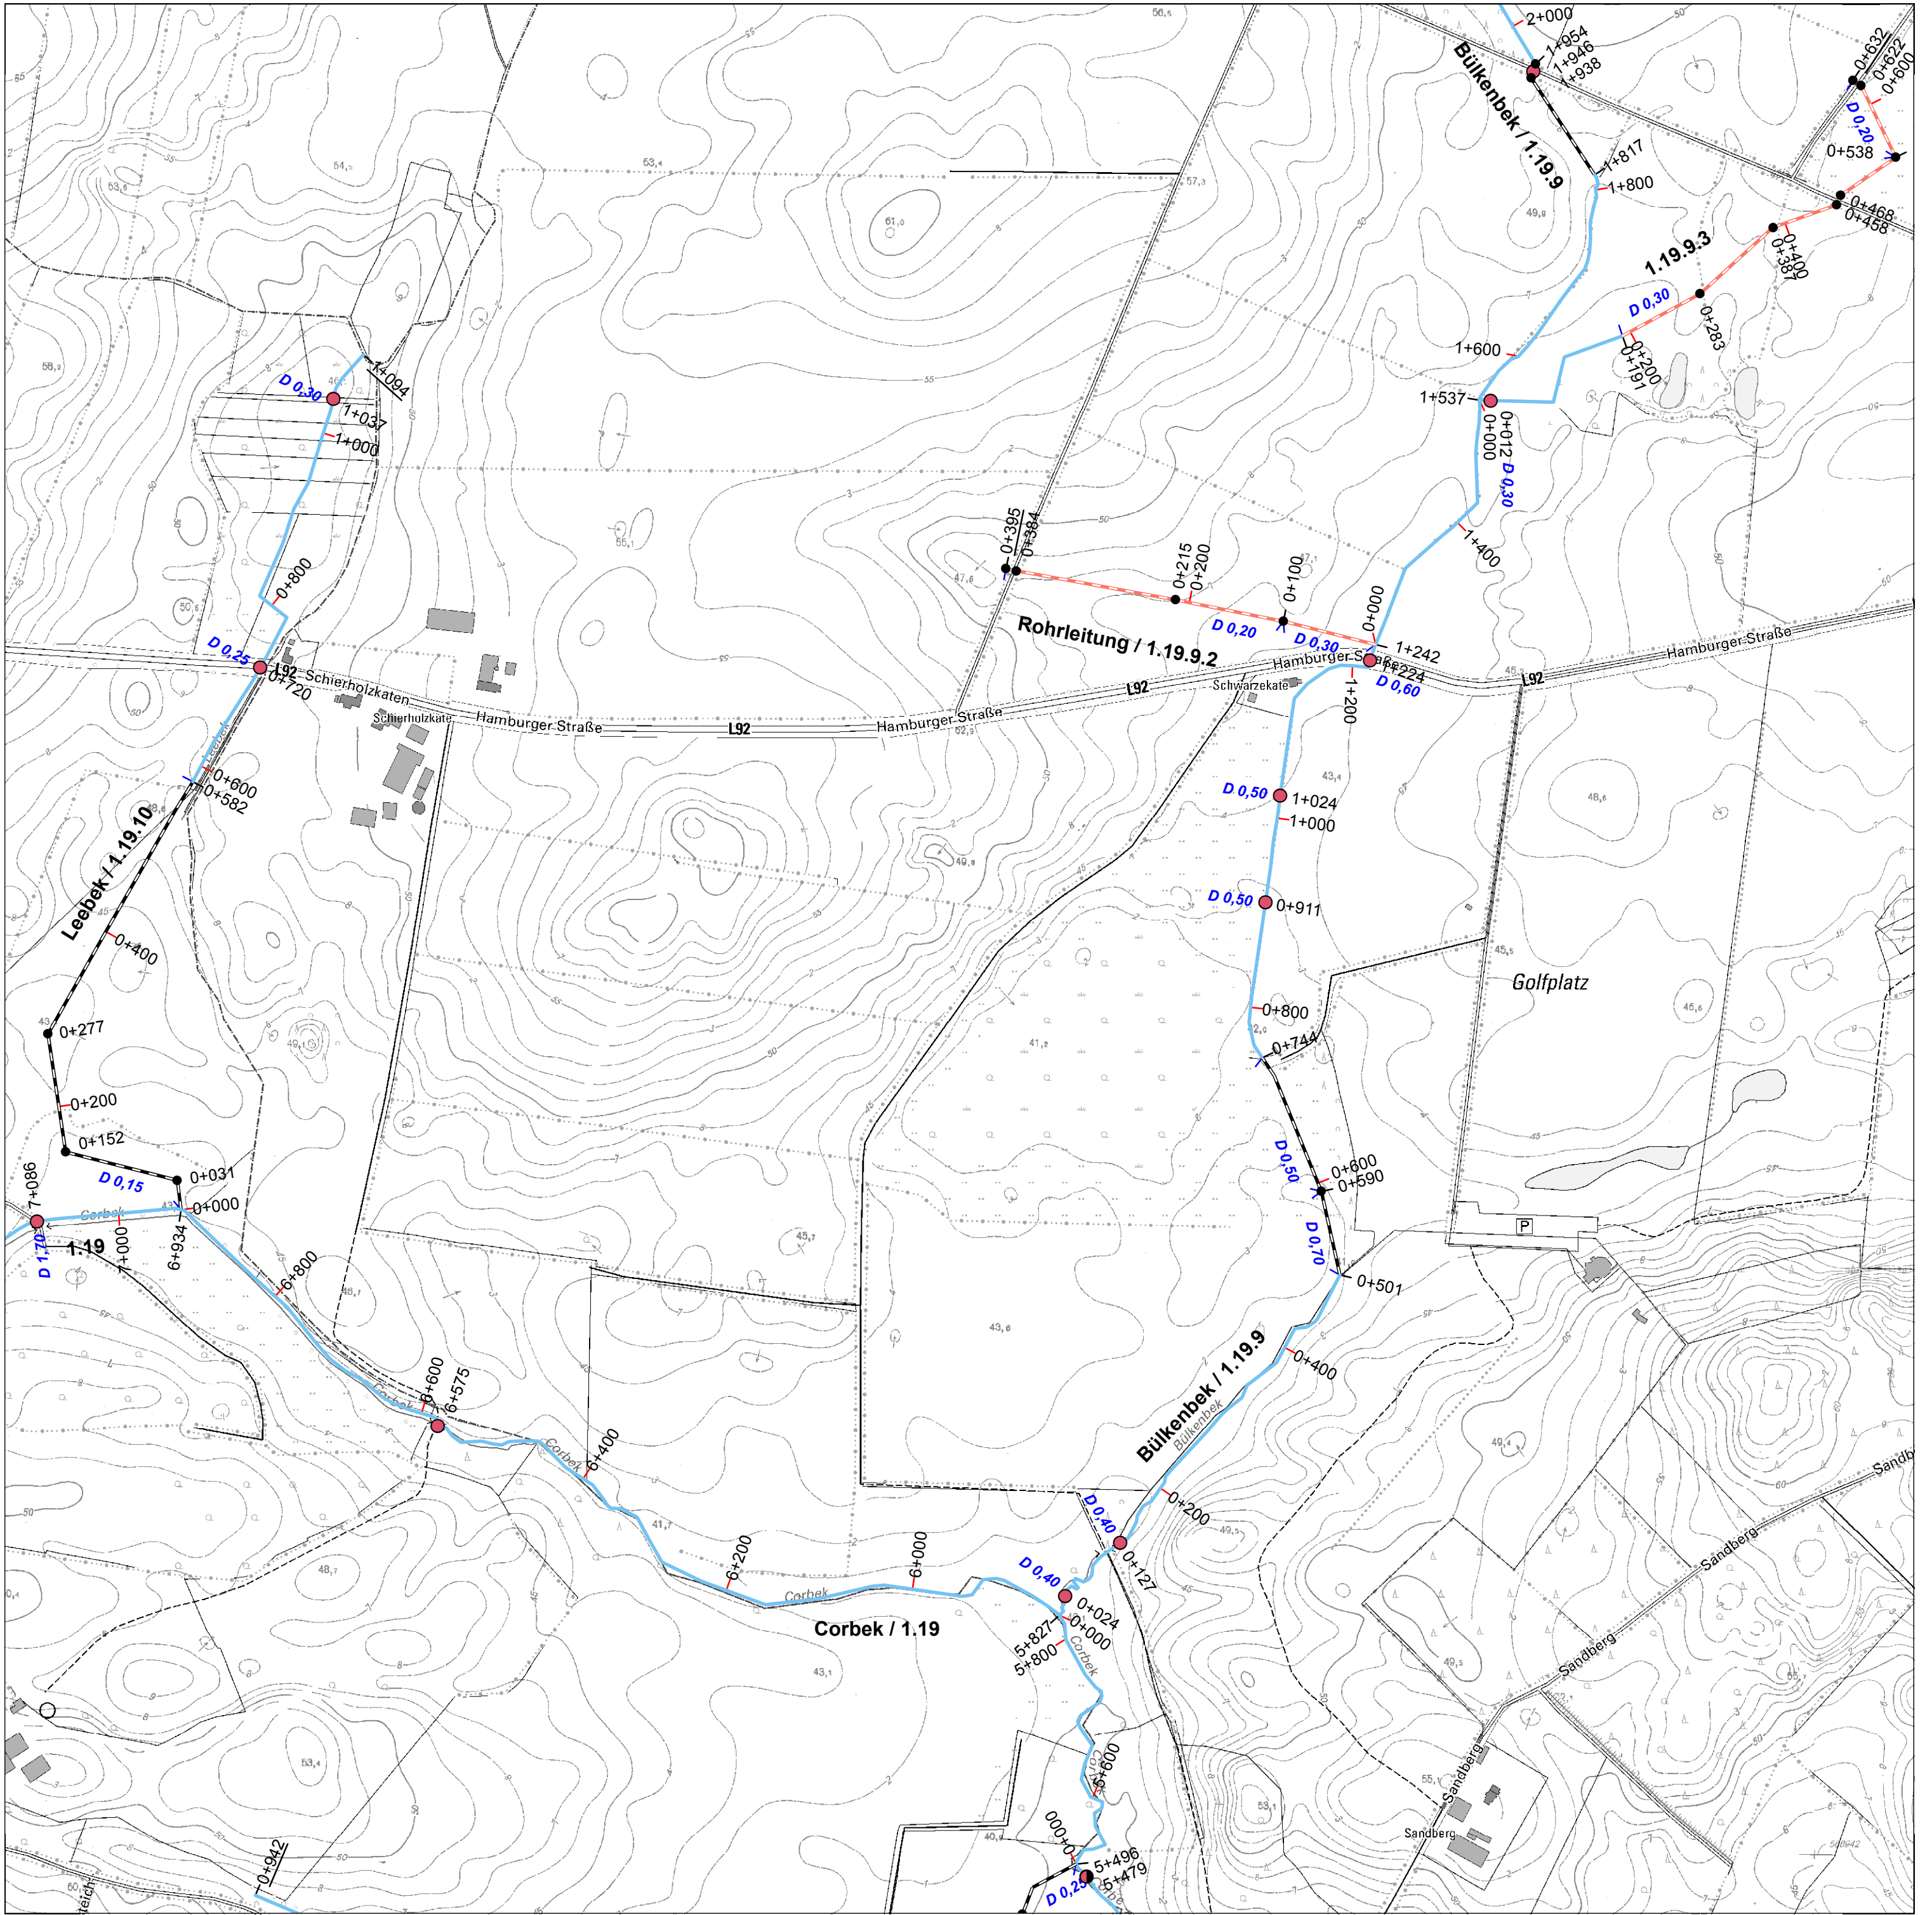 2+000
1+954
1+946
1+938
Bülkenbek / 1.19.9
0+632
0+622
0+600
D 0,20
0+538
1+817
1+800
0+468
0+458
1.19.9.3
0+400
0+387
D 0,30
0+283
0+200
0+191
1+600
1+537
0+000
0+012
D 0,30
1+400
1+094
D 0,30
1+037
1+000
0+800
D 0,25
0+720
L92
Schierholzkaten
Schierholzkate
Hamburger Straße
L92
Hamburger Straße
L92
Hamburger Straße
L92
Hamburger Straße
0+395
0+384
0+215
0+200
0+100
0+000
Rohrleitung / 1.19.9.2
D 0,20
D 0,30
1+242
1+224
D 0,60
1+200
Schwarzekate
0+600
0+582
Leebek / 1.19.10
0+400
0+277
0+200
0+152
D 0,15
0+031
0+000
7+086
D 1,70
1.19
Corbek
7+000
6+934
6+800
D 0,50
1+024
1+000
D 0,50
0+911
0+800
0+744
Golfplatz
D 0,50
0+600
0+590
D 0,70
0+501
P
Bülkenbek / 1.19.9
Bülkenbek
0+400
0+200
6+600
6+575
Corbek
Corbek
6+400
6+200
6+000
Corbek
Corbek / 1.19
D 0,40
0+127
D 0,40
0+024
0+000
5+827
5+800
Corbek
5+600
0+000
5+496
5+479
D 0,25
0+942
Sandberg
Sandberg
Sandberg
Sandberg